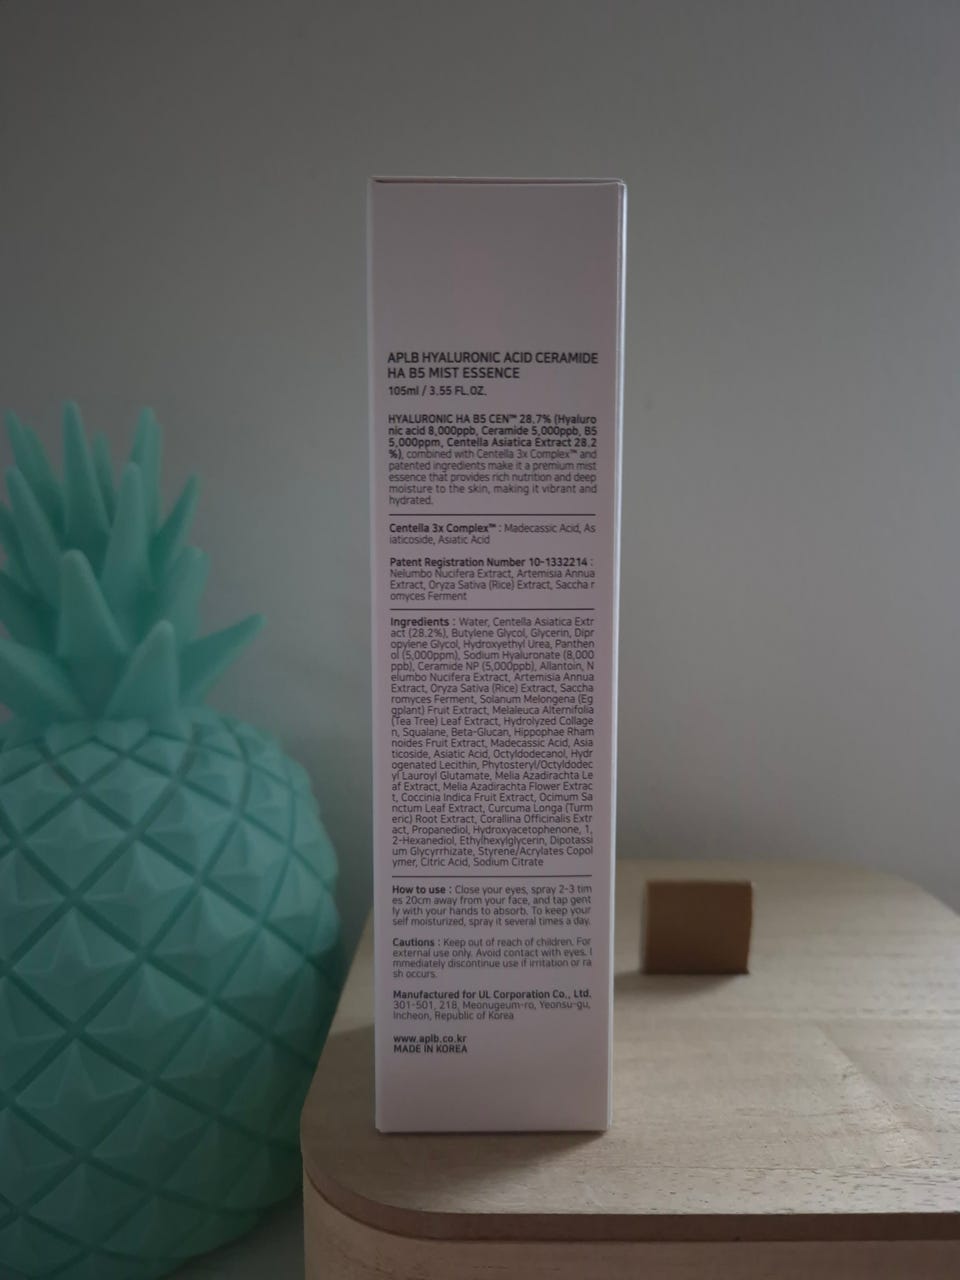 APLB HYALURONIC ACID CERAMIDE
HA B5 MIST ESSENCE
105ml / 3.55 FL.OZ.
HYALURONIC HA B5 CEN™ 28.7% (Hyaluro
nic acid 8,000ppb, Ceramide 5,000ppb, B5
5,000ppm, Centella Asiatica Extract 28.2
%), combined with Centella 3x Complex™ and
patented ingredients make it a premium mist
essence that provides rich nutrition and deep
moisture to the skin, making it vibrant and
hydrated.
Centella 3x Complex™ : Madecassic Acid, As
iaticoside, Asiatic Acid
Patent Registration Number 10-1332214 :
Nelumbo Nucifera Extract, Artemisia Annua
Extract, Oryza Sativa (Rice) Extract, Saccha r
omyces Ferment
Ingredients : Water, Centella Asiatica Extr
act (28.2%), Butylene Glycol, Glycerin, Dipr
opylene Glycol, Hydroxyethyl Urea, Panthen
ol (5,000ppm), Sodium Hyaluronate (8,000
ppb), Ceramide NP (5,000ppb), Allantoin, N
elumbo Nucifera Extract, Artemisia Annua
Extract, Oryza Sativa (Rice) Extract, Saccha
romyces Ferment, Solanum Melongena (Eg
gplant) Fruit Extract, Melaleuca Alternifolia
(Tea Tree) Leaf Extract, Hydrolyzed Collage
n, Squalane, Beta-Glucan, Hippophae Rham
noides Fruit Extract, Madecassic Acid, Asia
ticoside, Asiatic Acid, Octyldodecanol, Hydr
ogenated Lecithin, Phytosteryl/Octyldodec
yl Lauroyl Glutamate, Melia Azadirachta Le
af Extract, Melia Azadirachta Flower Extrac
t, Coccinia Indica Fruit Extract, Ocimum Sa
nctum Leaf Extract, Curcuma Longa (Turm
eric) Root Extract, Corallina Officinalis Extr
act, Propanediol, Hydroxyacetophenone, 1,
2-Hexanediol, Ethylhexylglycerin, Dipotassi
um Glycyrrhizate, Styrene/Acrylates Copol
ymer, Citric Acid, Sodium Citrate
How to use : Close your eyes, spray 2-3 tim
es 20cm away from your face, and tap gent
ly with your hands to absorb. To keep your
self moisturized, spray it several times a day.
Cautions : Keep out of reach of children. For
external use only. Avoid contact with eyes. I
mmediately discontinue use if irritation or ra
sh occurs.
Manufactured for UL Corporation Co., Ltd.
301-501, 218, Meonugeum-ro, Yeonsu-gu,
Incheon, Republic of Korea
www.aplb.co.kr
MADE IN KOREA